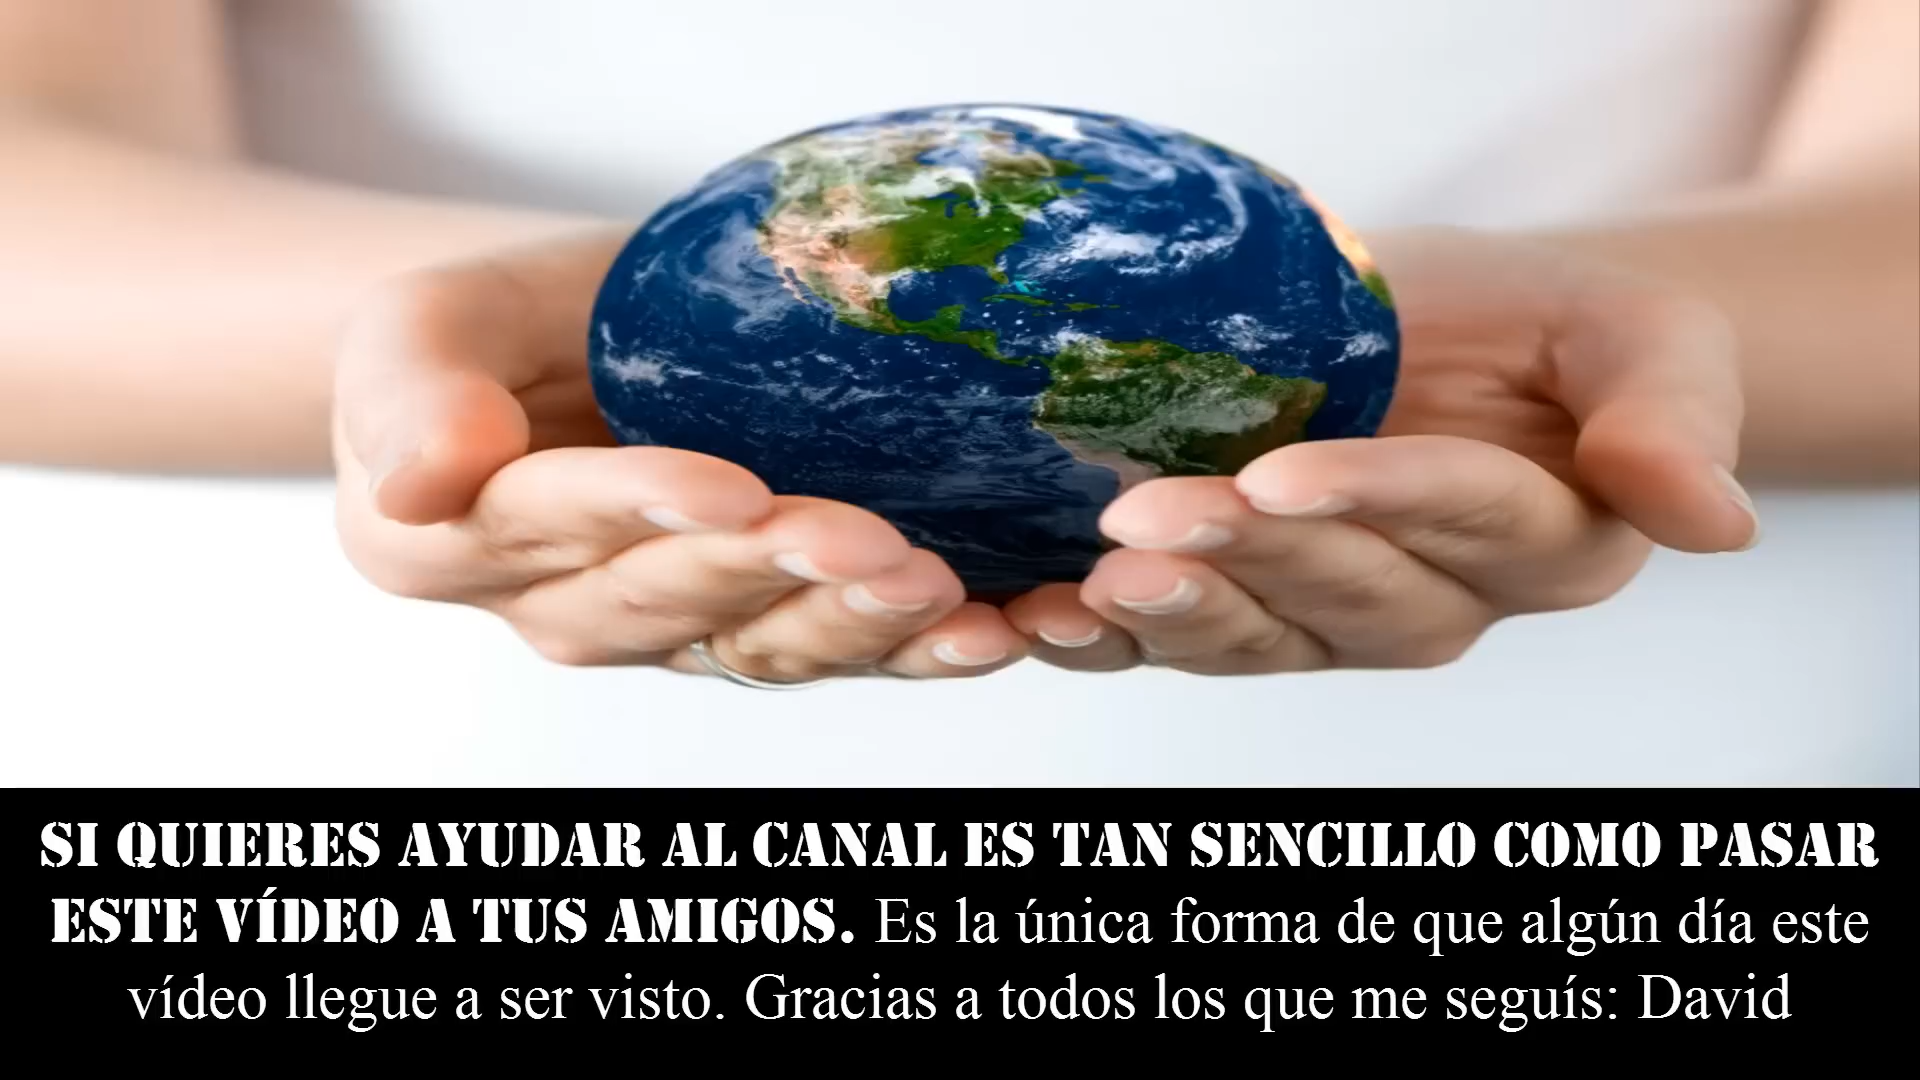 SI QUIERES AYUDAR AL CANAL ES TAN SENCILLO COMO PASAR
ESTE VÍDEO A TUS AMIGOS. Es la única forma de que algún día este
vídeo llegue a ser visto. Gracias a todos los que me seguís: David